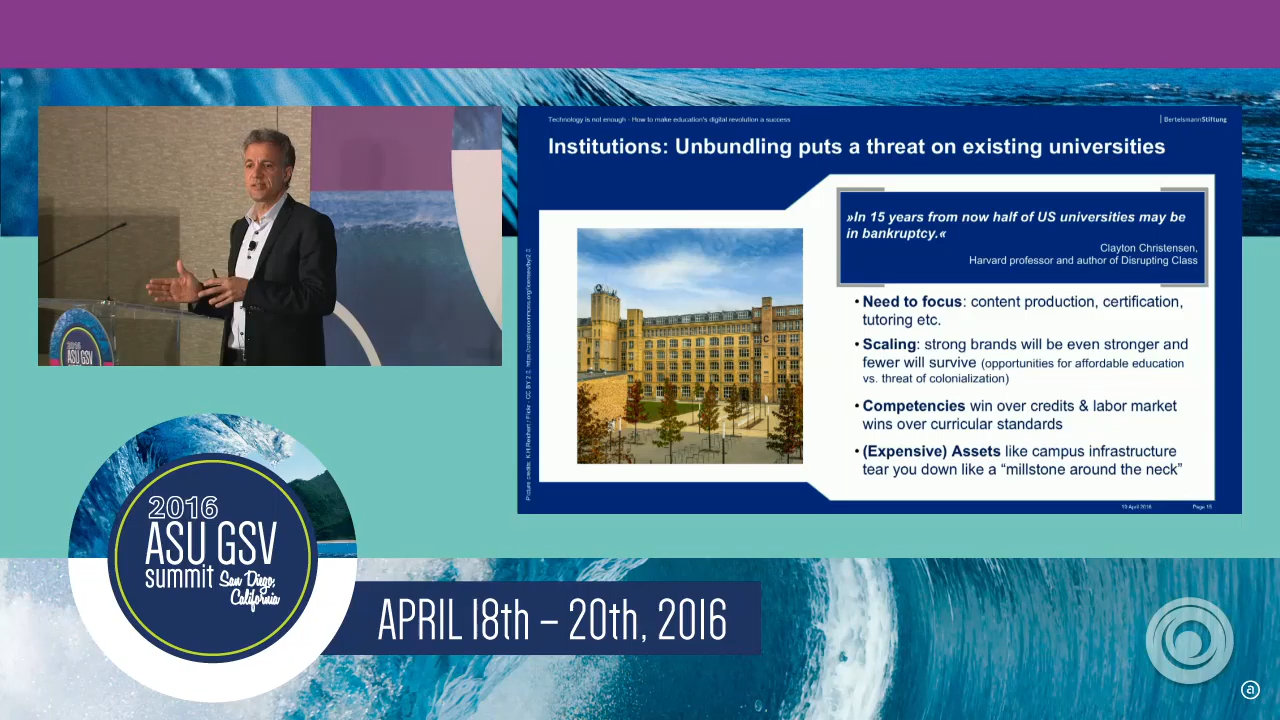 Technology is not enough - How to make education's digital revolution a success
BertelsmannStiftung
Institutions: Unbundling puts a threat on existing universities
»In 15 years from now half of US universities may be
in bankruptcy.«
Clayton Christensen,
Harvard professor and author of Disrupting Class
• Need to focus: content production, certification,
tutoring etc.
• Scaling: strong brands will be even stronger and
fewer will survive (opportunities for affordable education
vs. threat of colonialization)
• Competencies win over credits & labor market
wins over curricular standards
• (Expensive) Assets like campus infrastructure
tear you down like a “millstone around the neck”
Page 15
ASU GSV
2016
ASU GSV
summit San Diego,
California
APRIL 18th – 20th, 2016
a